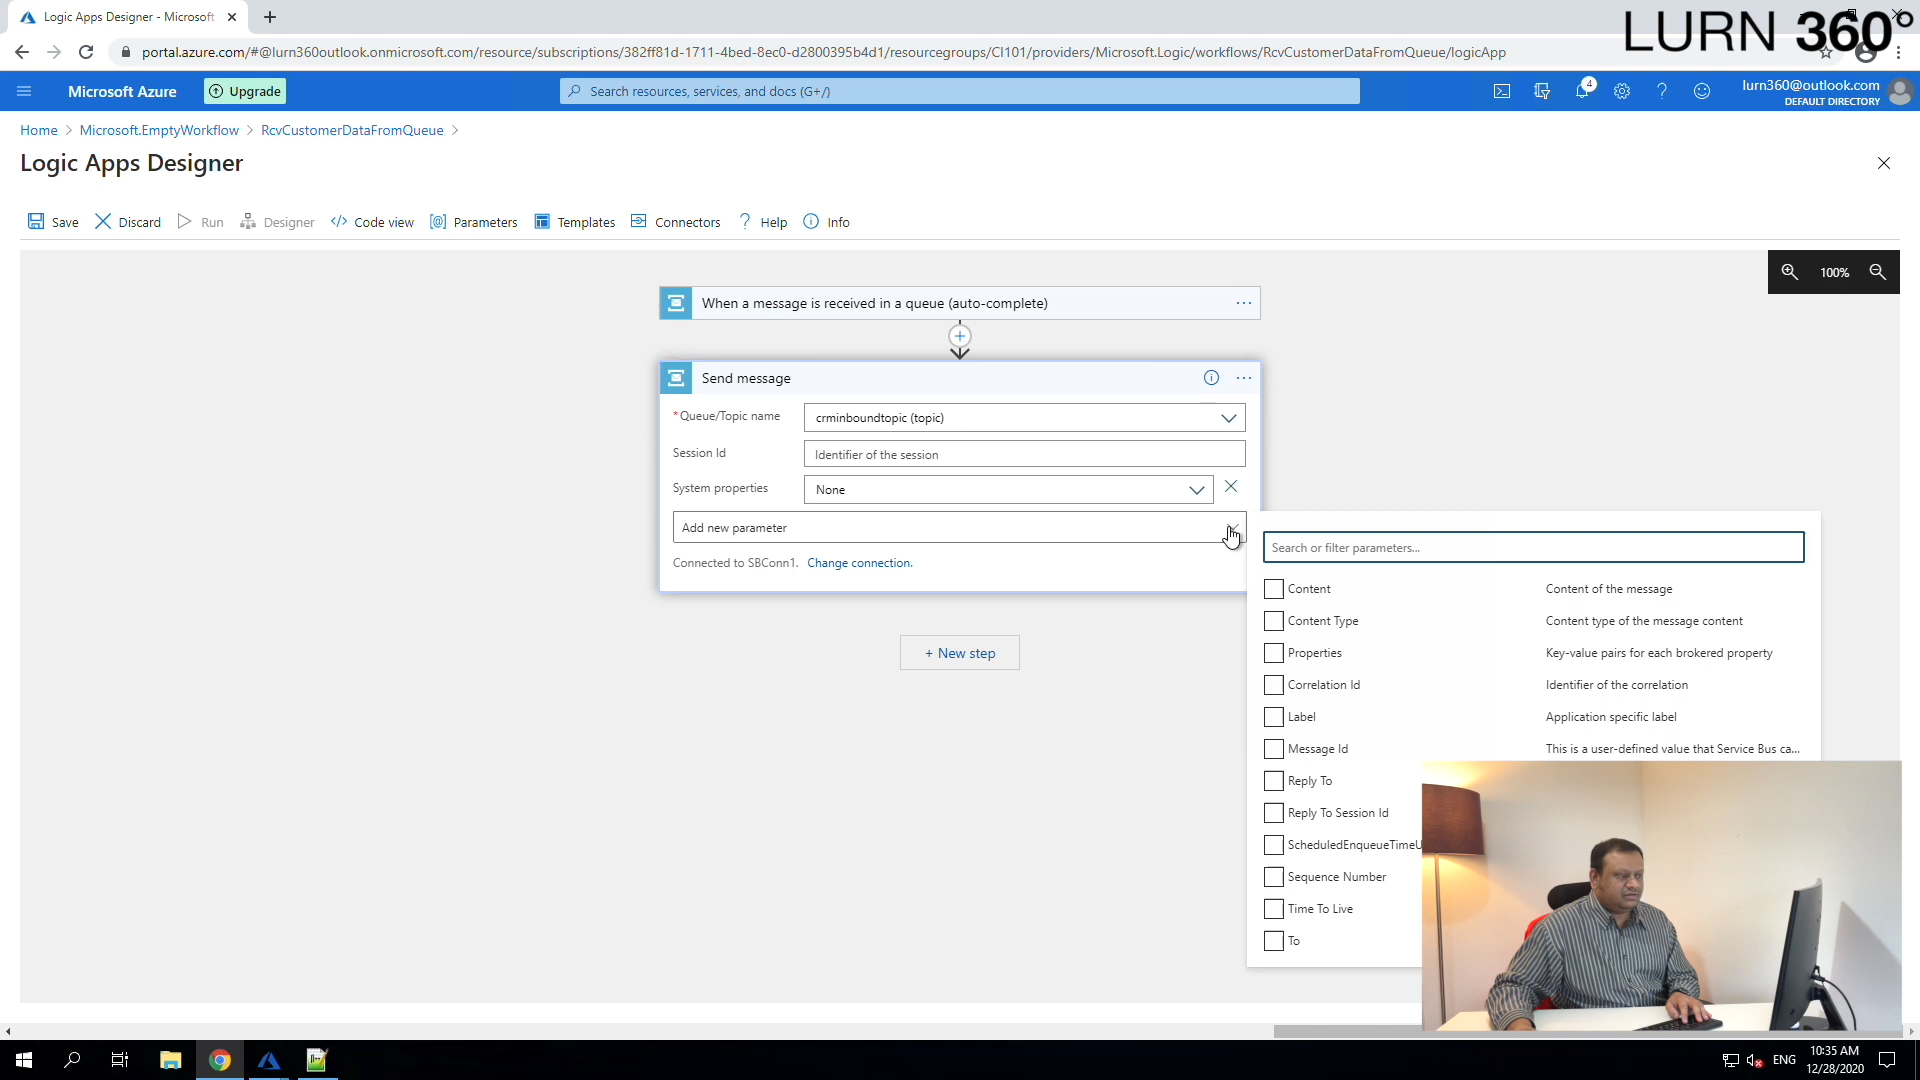 Logic Apps Designer - Microsoft
LURN 360°
portal.azure.com/#@lurn360outlook.onmicrosoft.com/resource/subscriptions/382ff81d-1711-4bed-8ec0-d2800395b4d1/resourcegroups/CI101/providers/Microsoft.Logic/workflows/RcvCustomerDataFromQueue/logicApp
Microsoft Azure
Upgrade
Search resources, services, and docs (G+/)
4
lurn360@outlook.com
DEFAULT DIRECTORY
Home > Microsoft.EmptyWorkflow > RcvCustomerDataFromQueue >
Logic Apps Designer
Save
Discard
Run
Designer
Code view
Parameters
Templates
Connectors
Help
Info
100%
When a message is received in a queue (auto-complete)
Send message
*Queue/Topic name
crminboundtopic (topic)
Session Id
Identifier of the session
System properties
None
Add new parameter
Connected to SBConn1. Change connection.
+ New step
Search or filter parameters...
Content
Content of the message
Content Type
Content type of the message content
Properties
Key-value pairs for each brokered property
Correlation Id
Identifier of the correlation
Label
Application specific label
Message Id
This is a user-defined value that Service Bus ca...
Reply To
Reply To Session Id
ScheduledEnqueueTimeU
Sequence Number
Time To Live
To
ENG
10:35 AM
12/28/2020